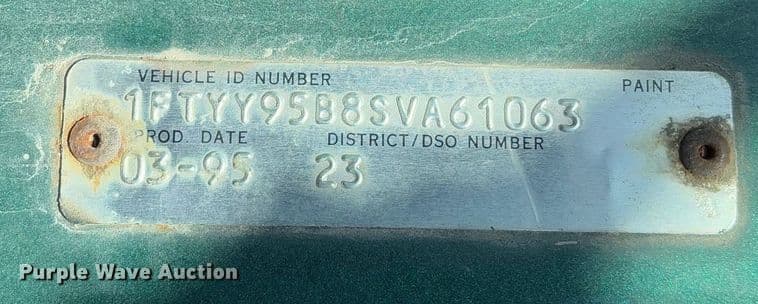 VEHICLE ID NUMBER PAINT
1FTYY95B8SVA61063
PROD. DATE DISTRICT/DSO NUMBER
03-95 23
Purple Wave Auction